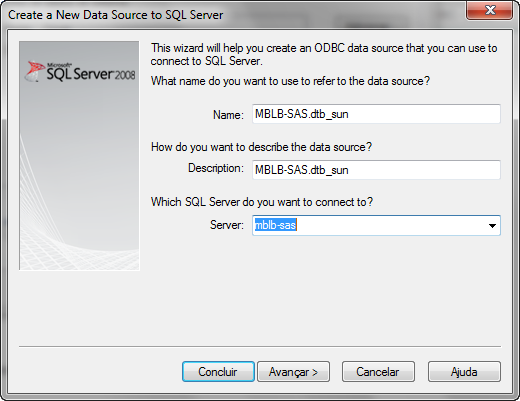 Create a New Data Source to SQL Server
Microsoft
SQL Server 2008
This wizard will help you create an ODBC data source that you can use to
connect to SQL Server.
What name do you want to use to refer to the data source?
Name: MBLB-SAS.dtb_sun
How do you want to describe the data source?
Description: MBLB-SAS.dtb_sun
Which SQL Server do you want to connect to?
Server: mblb-sas
Concluir Avançar > Cancelar Ajuda